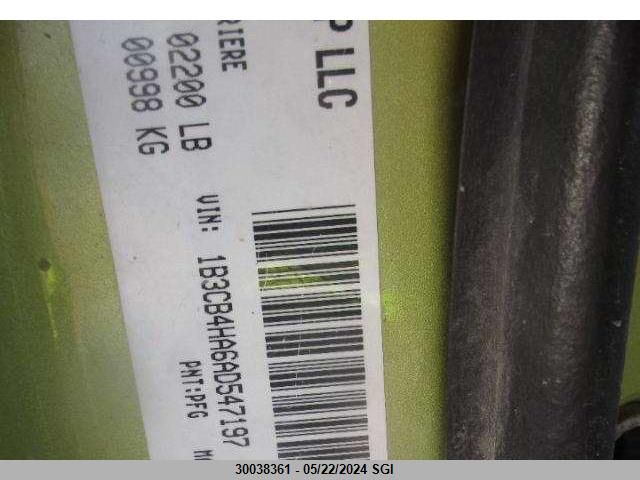 P LLC
RIERE
02200 LB
00998 KG
VIN: 1B3CB4HA6AD547197
PNT:PFG
30038361 - 05/22/2024 SGI